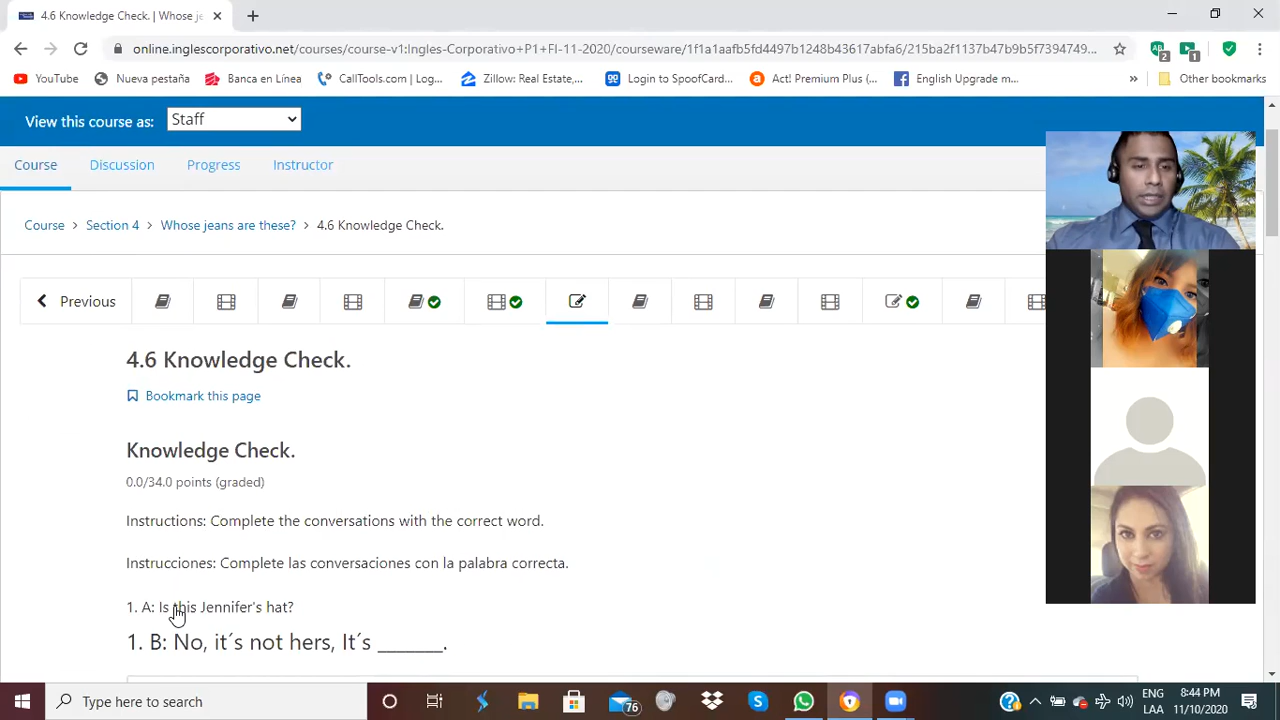 4.6 Knowledge Check. | Whose je
online.inglescorporativo.net/courses/course-v1:Ingles-Corporativo+P1+FI-11-2020/courseware/1f1a1aafb5fd4497b1248b43617abfa6/215ba2f1137b47b9b5f7394749...
2 1
YouTube Nueva pestaña Banca en Línea CallTools.com | Log... Zillow: Real Estate,... Login to SpoofCard... Act! Premium Plus (... English Upgrade m... » Other bookmarks
View this course as: Staff
Course Discussion Progress Instructor
Course > Section 4 > Whose jeans are these? > 4.6 Knowledge Check.
Previous
4.6 Knowledge Check.
Bookmark this page
Knowledge Check.
0.0/34.0 points (graded)
Instructions: Complete the conversations with the correct word.
Instrucciones: Complete las conversaciones con la palabra correcta.
1. A: Is this Jennifer's hat?
1. B: No, it´s not hers, It´s _______.
Type here to search
76
ENG 8:44 PM
LAA 11/10/2020